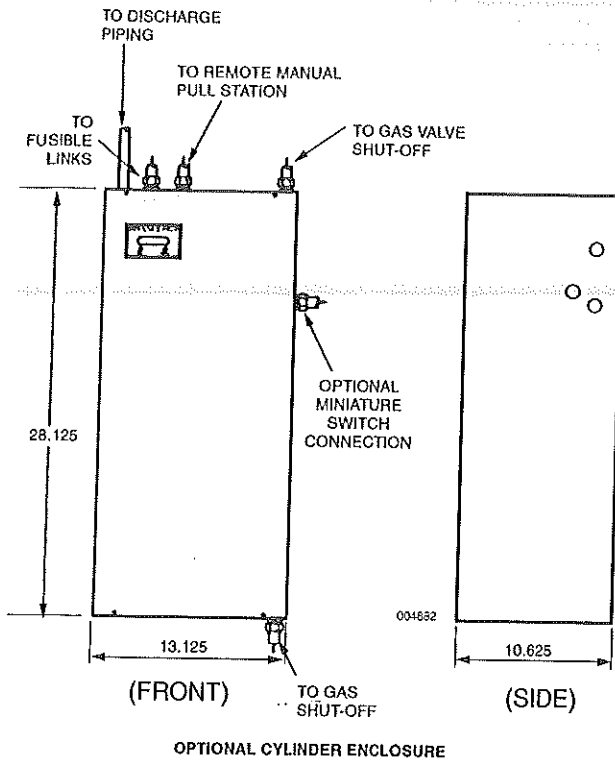 TO DISCHARGE
PIPING
TO REMOTE MANUAL
PULL STATION
TO
FUSIBLE
LINKS
TO GAS VALVE
SHUT-OFF
OPTIONAL
MINIATURE
SWITCH
CONNECTION
28.125
004692
13.125
10.625
(FRONT)
TO GAS
SHUT-OFF
(SIDE)
OPTIONAL CYLINDER ENCLOSURE